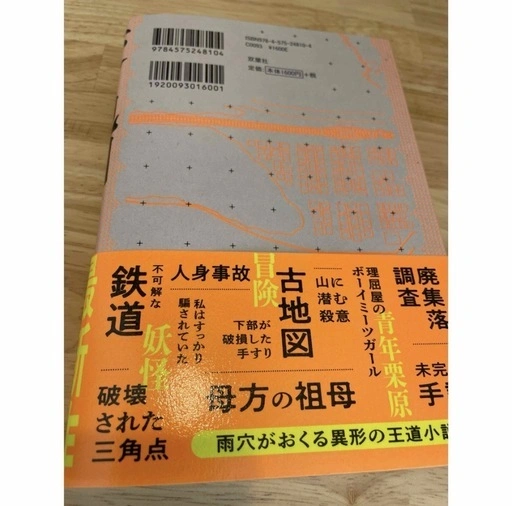 9784575248104
1920093016001
ISBN978-4-575-24810-4
C0093 ¥1600E
双葉社
定価:本体1600円+税
廃集落
調査
理屈屋の
ボーイミーツガール
青年栗原
山に潜む
殺意
古地図
冒険
人身事故
不可解な
鉄道
私はすっかり
騙されていた
妖怪
下部が
破損した
手すり
未完
手
母方の祖母
破壊
された
三角点
最新作
雨穴がおくる異形の王道小説